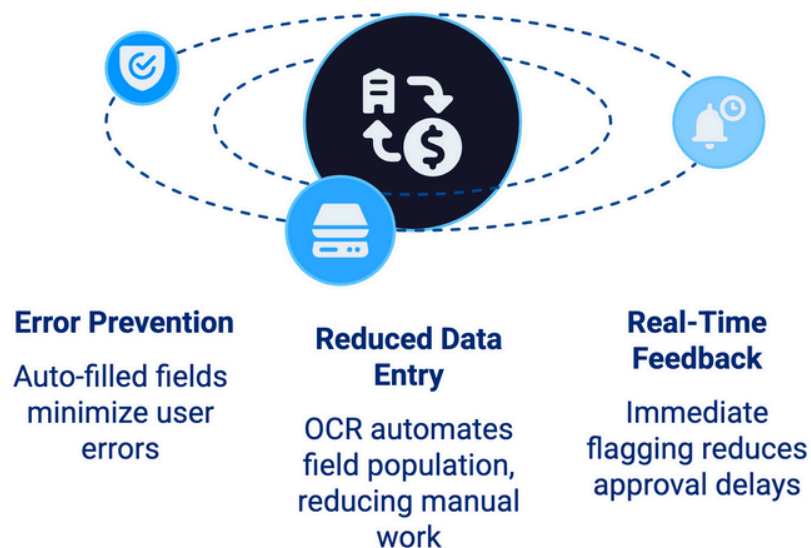 Error Prevention
Auto-filled fields
minimize user
errors
Reduced Data
Entry
OCR automates
field population,
reducing manual
work
Real-Time
Feedback
Immediate
flagging reduces
approval delays